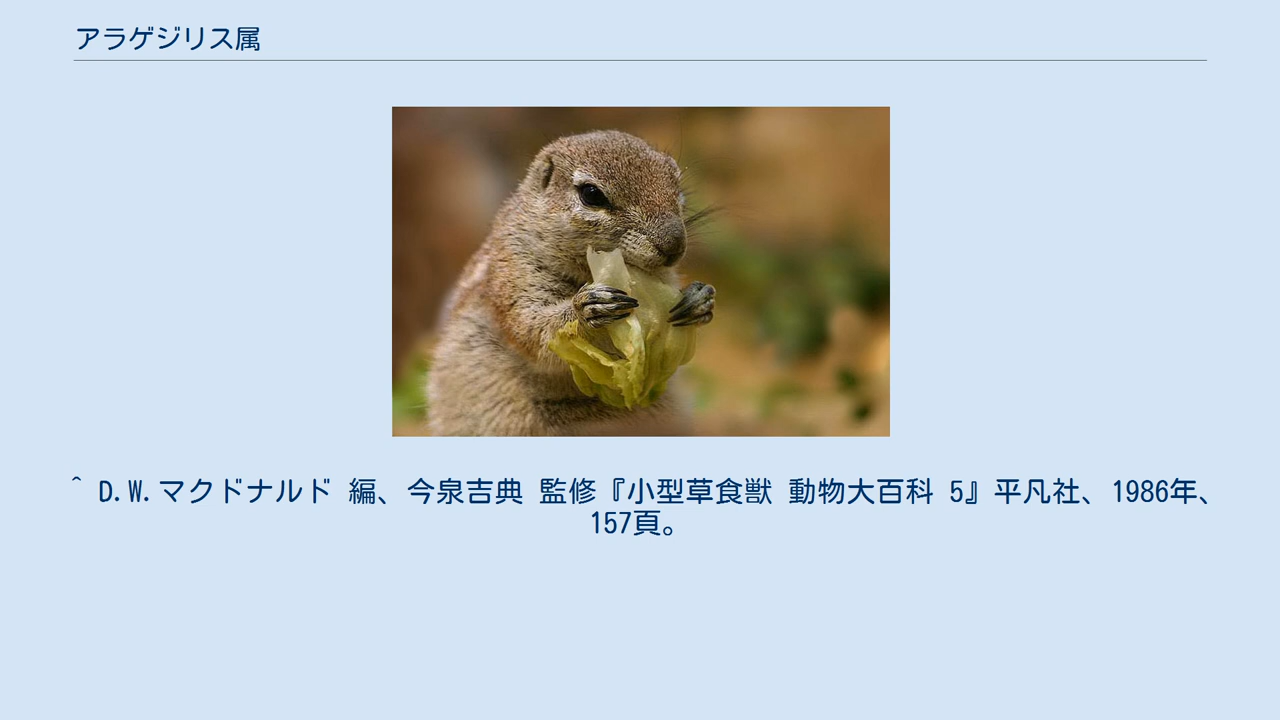 アラゲジリス属
^ D.W.マクドナルド 編、今泉吉典 監修『小型草食獣 動物大百科 5』平凡社、1986年、
157頁。